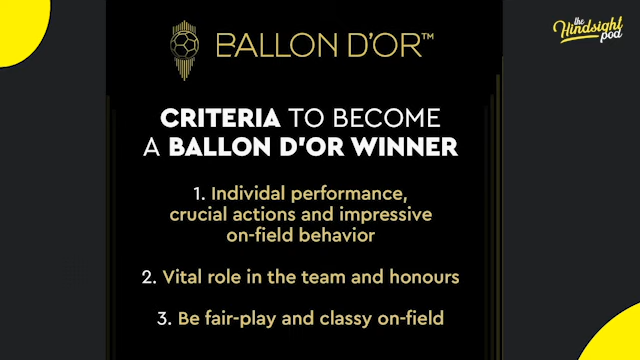 BALLON D'OR™
the
Hindsight
pod
CRITERIA TO BECOME
A BALLON D'OR WINNER
1. Individal performance,
crucial actions and impressive
on-field behavior
2. Vital role in the team and honours
3. Be fair-play and classy on-field